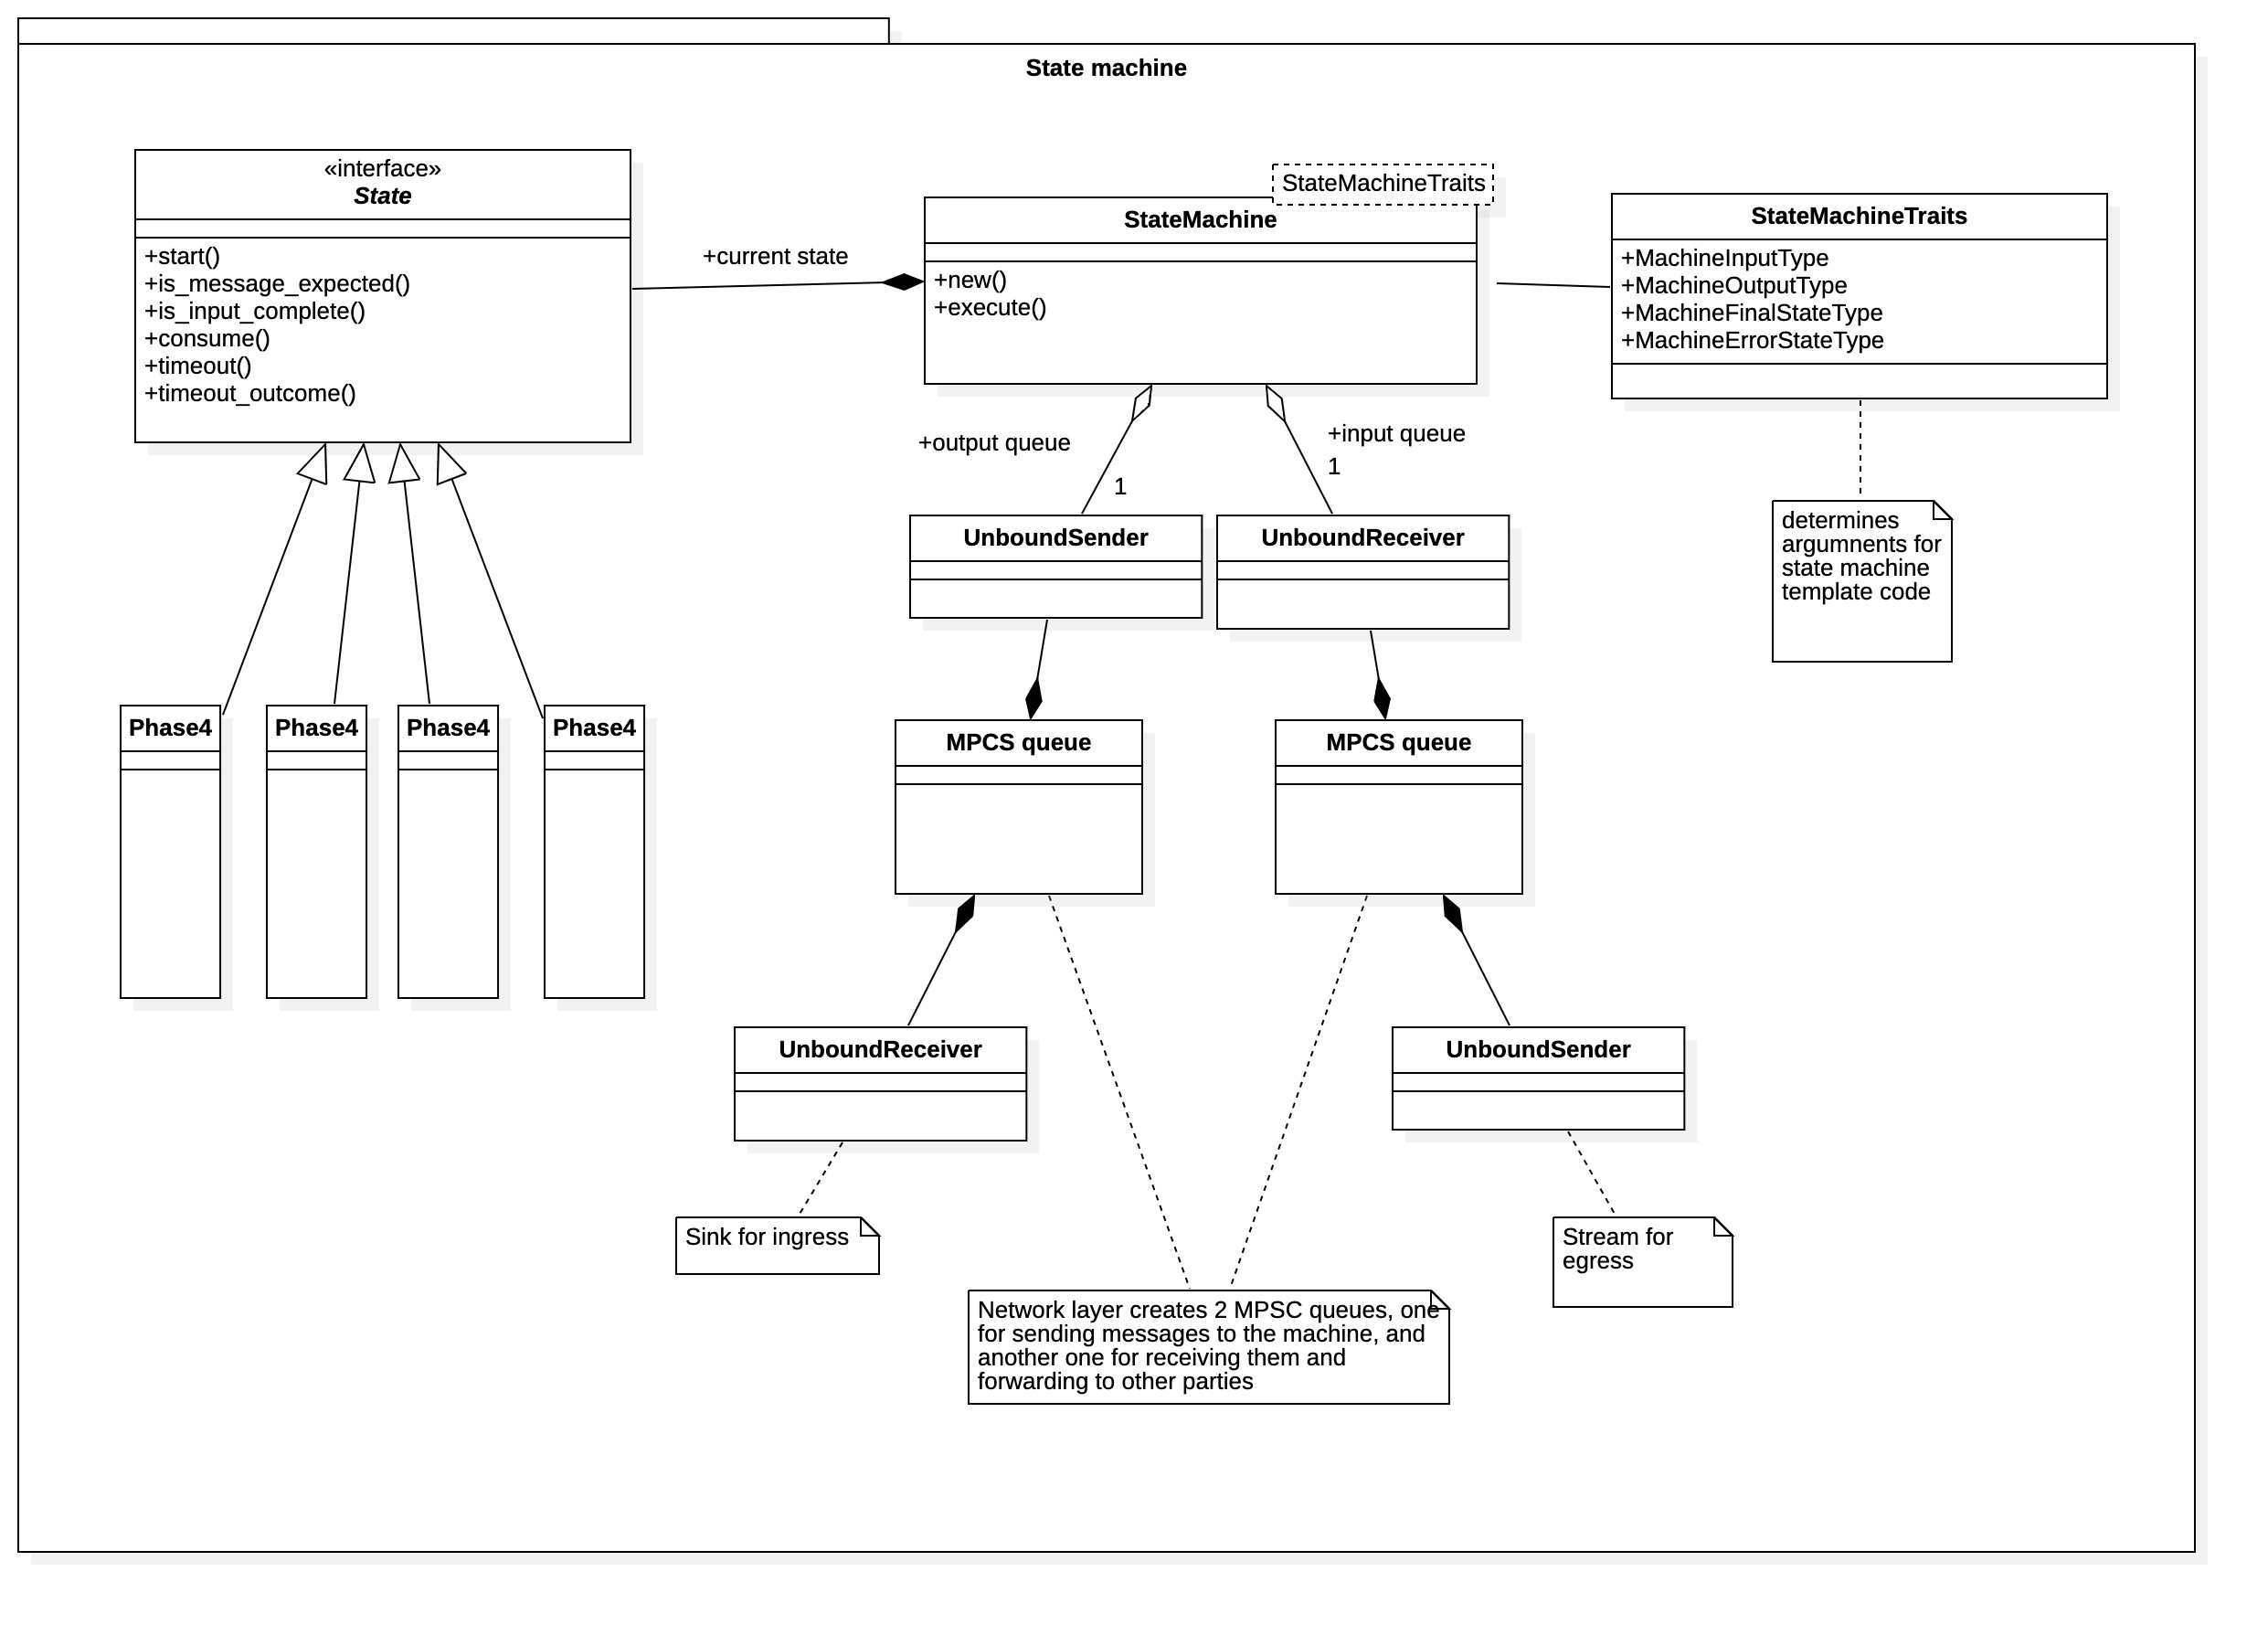 State machine
«interface»
State
+start()
+is_message_expected()
+is_input_complete()
+consume()
+timeout()
+timeout_outcome()
+current state
StateMachineTraits
StateMachine
+new()
+execute()
StateMachineTraits
+MachineInputType
+MachineOutputType
+MachineFinalStateType
+MachineErrorStateType
+output queue
1
+input queue
1
determines
argumnents for
state machine
template code
UnboundSender
UnboundReceiver
Phase4
Phase4
Phase4
Phase4
MPCS queue
MPCS queue
UnboundReceiver
UnboundSender
Sink for ingress
Stream for
egress
Network layer creates 2 MPSC queues, one
for sending messages to the machine, and
another one for receiving them and
forwarding to other parties